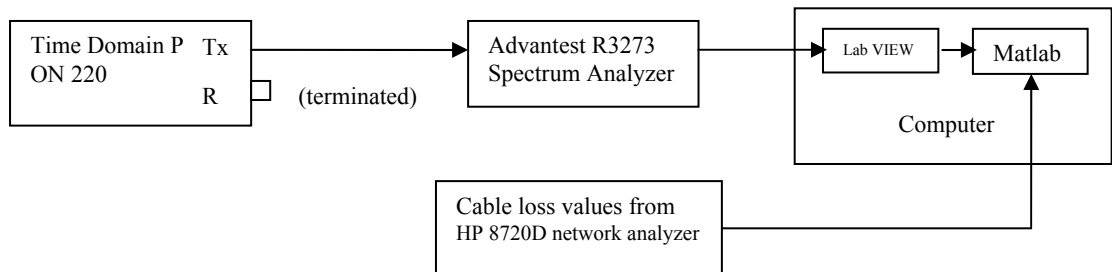 Time Domain P Tx
ON 220
R
(terminated)
Advantest R3273
Spectrum Analyzer
Lab VIEW
Matlab
Computer
Cable loss values from
HP 8720D network analyzer